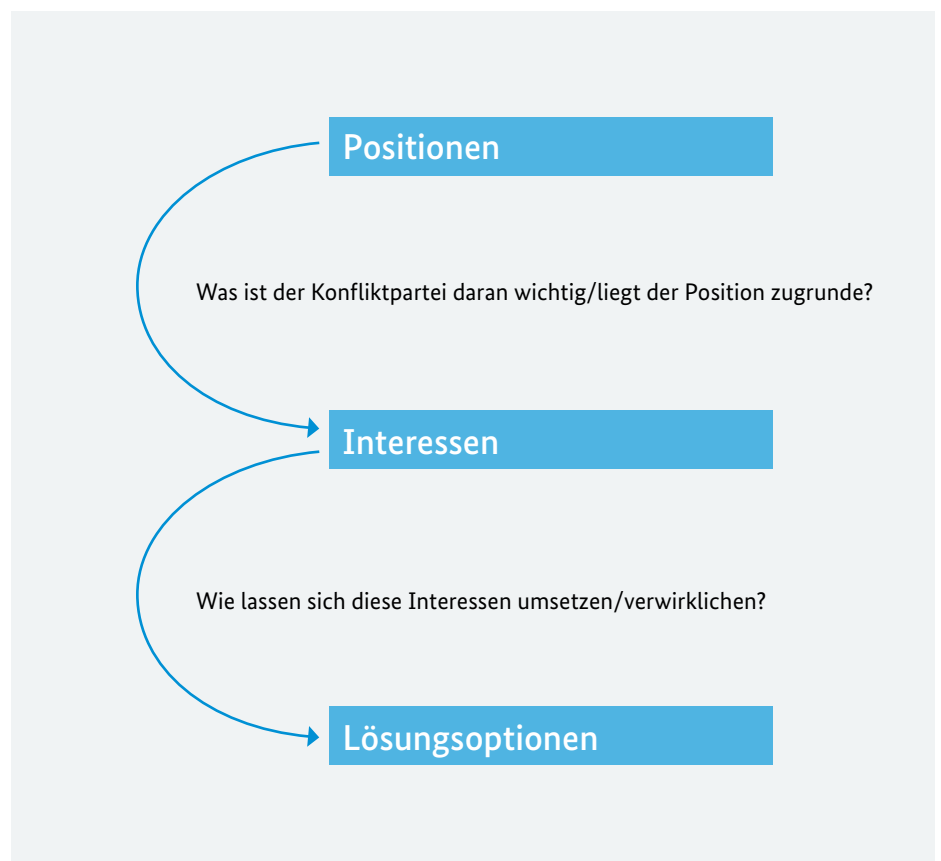 Positionen
Was ist der Konfliktpartei daran wichtig/liegt der Position zugrunde?
Interessen
Wie lassen sich diese Interessen umsetzen/verwirklichen?
Lösungsoptionen